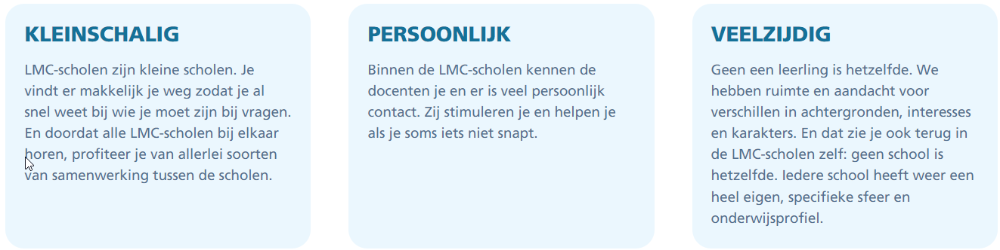 KLEINSCHALIG
LMC-scholen zijn kleine scholen. Je
vindt er makkelijk je weg zodat je al
snel weet bij wie je moet zijn bij vragen.
En doordat alle LMC-scholen bij elkaar
horen, profiteer je van allerlei soorten
van samenwerking tussen de scholen.
PERSOONLIJK
Binnen de LMC-scholen kennen de
docenten je en er is veel persoonlijk
contact. Zij stimuleren je en helpen je
als je soms iets niet snapt.
VEELZIJDIG
Geen een leerling is hetzelfde. We
hebben ruimte en aandacht voor
verschillen in achtergronden, interesses
en karakters. En dat zie je ook terug in
de LMC-scholen zelf: geen school is
hetzelfde. Iedere school heeft weer een
heel eigen, specifieke sfeer en
onderwijsprofiel.